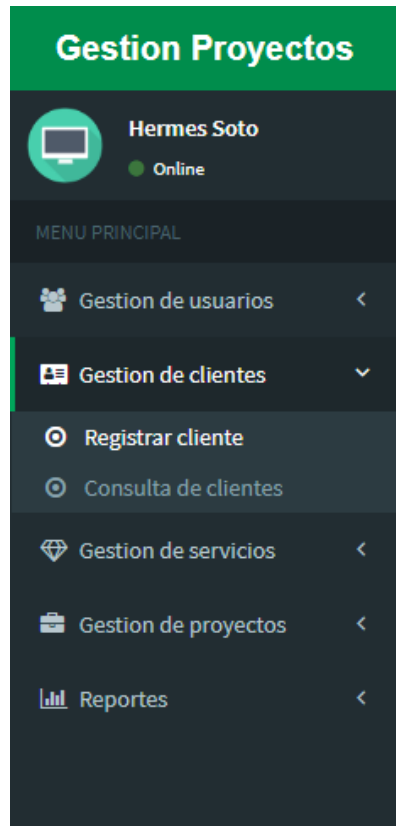 Gestion Proyectos
Hermes Soto
Online
MENU PRINCIPAL
Gestion de usuarios
Gestion de clientes
Registrar cliente
Consulta de clientes
Gestion de servicios
Gestion de proyectos
Reportes